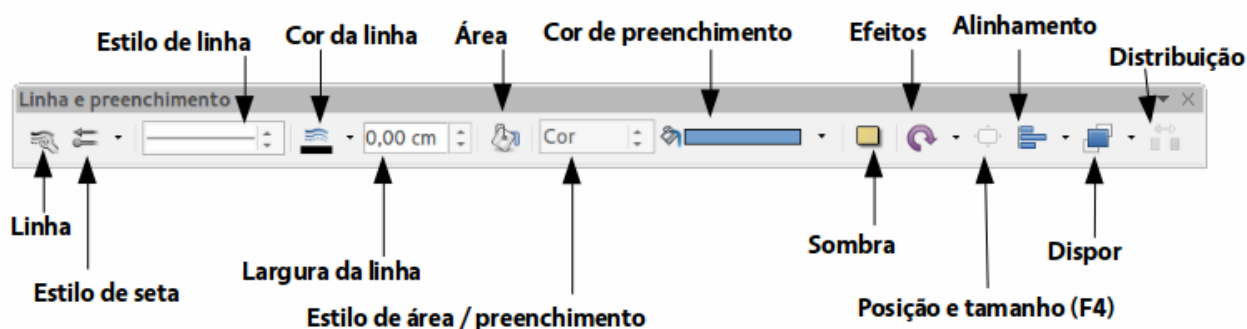 Estilo de linha
Cor da linha
Área
Cor de preenchimento
Efeitos
Alinhamento
Distribuição
Linha e preenchimento
0,00 cm
Cor
Linha
Estilo de seta
Largura da linha
Estilo de área / preenchimento
Sombra
Posição e tamanho (F4)
Dispor